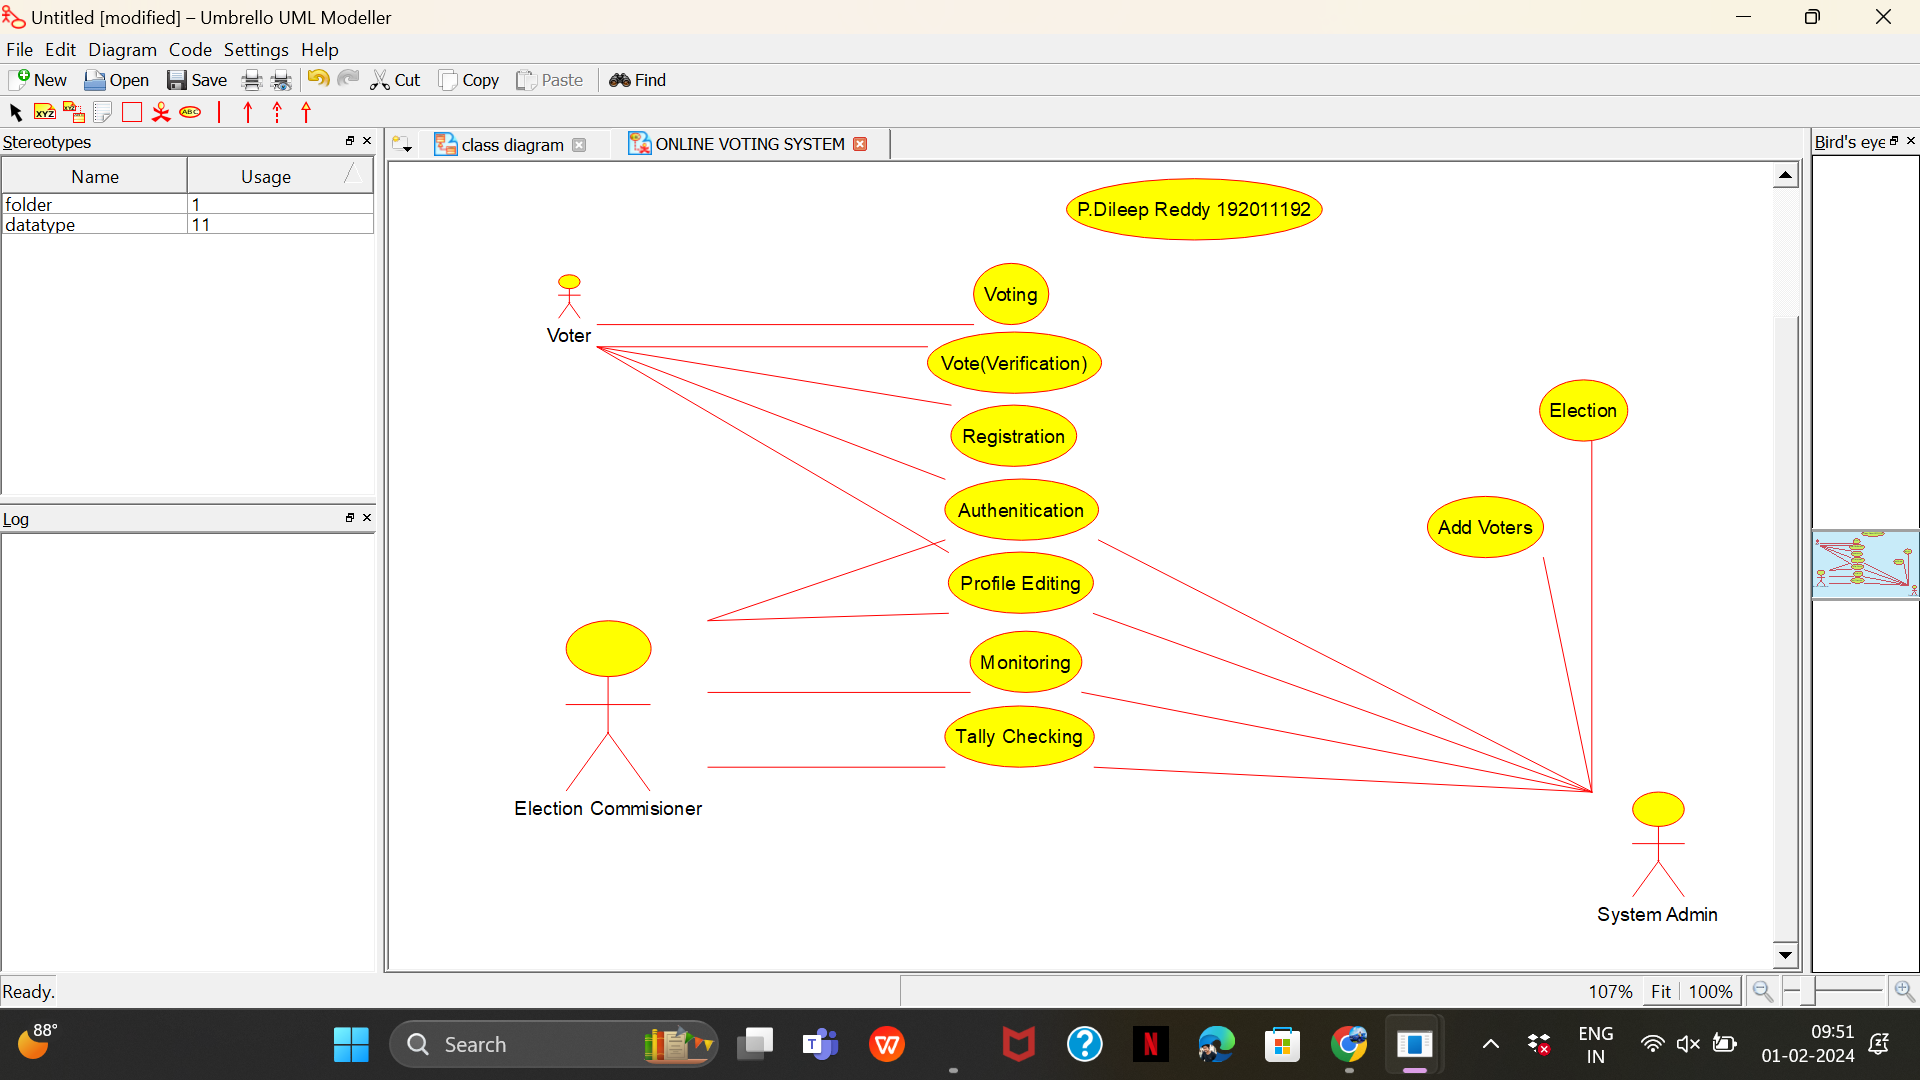 Untitled [modified] – Umbrello UML Modeller
File Edit Diagram Code Settings Help
New Open Save Cut Copy Paste Find
XYZ XYZ ABC
Stereotypes
Name Usage
folder 1
datatype 11
Log
class diagram ONLINE VOTING SYSTEM
Bird's eye
P.Dileep Reddy 192011192
Voting
Voter
Vote(Verification)
Election
Registration
Authenitication
Add Voters
Profile Editing
Monitoring
Tally Checking
Election Commisioner
System Admin
Ready.
107% Fit 100%
88°
Search
T
W
?
N
ENG
IN
09:51
01-02-2024